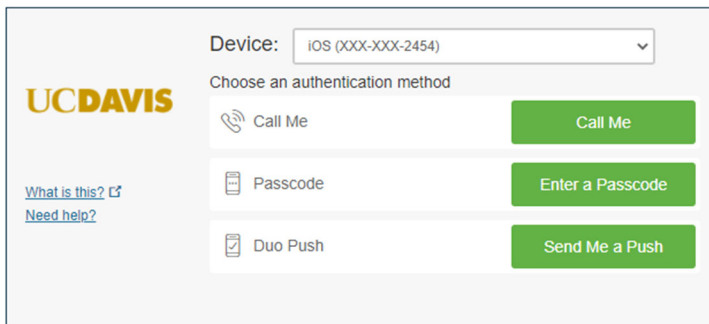 Device: iOS (XXX-XXX-2454)
Choose an authentication method
UCDAVIS
Call Me Call Me
What is this?
Need help?
Passcode Enter a Passcode
Duo Push Send Me a Push